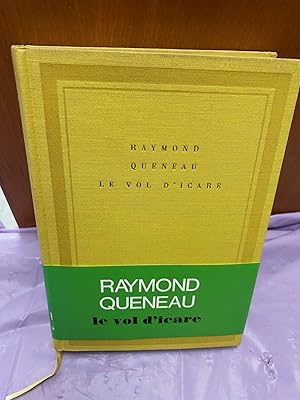 RAYMOND
QUENEAU
LE VOL D'ICARE
RAYMOND
QUENEAU
le vol d'icare